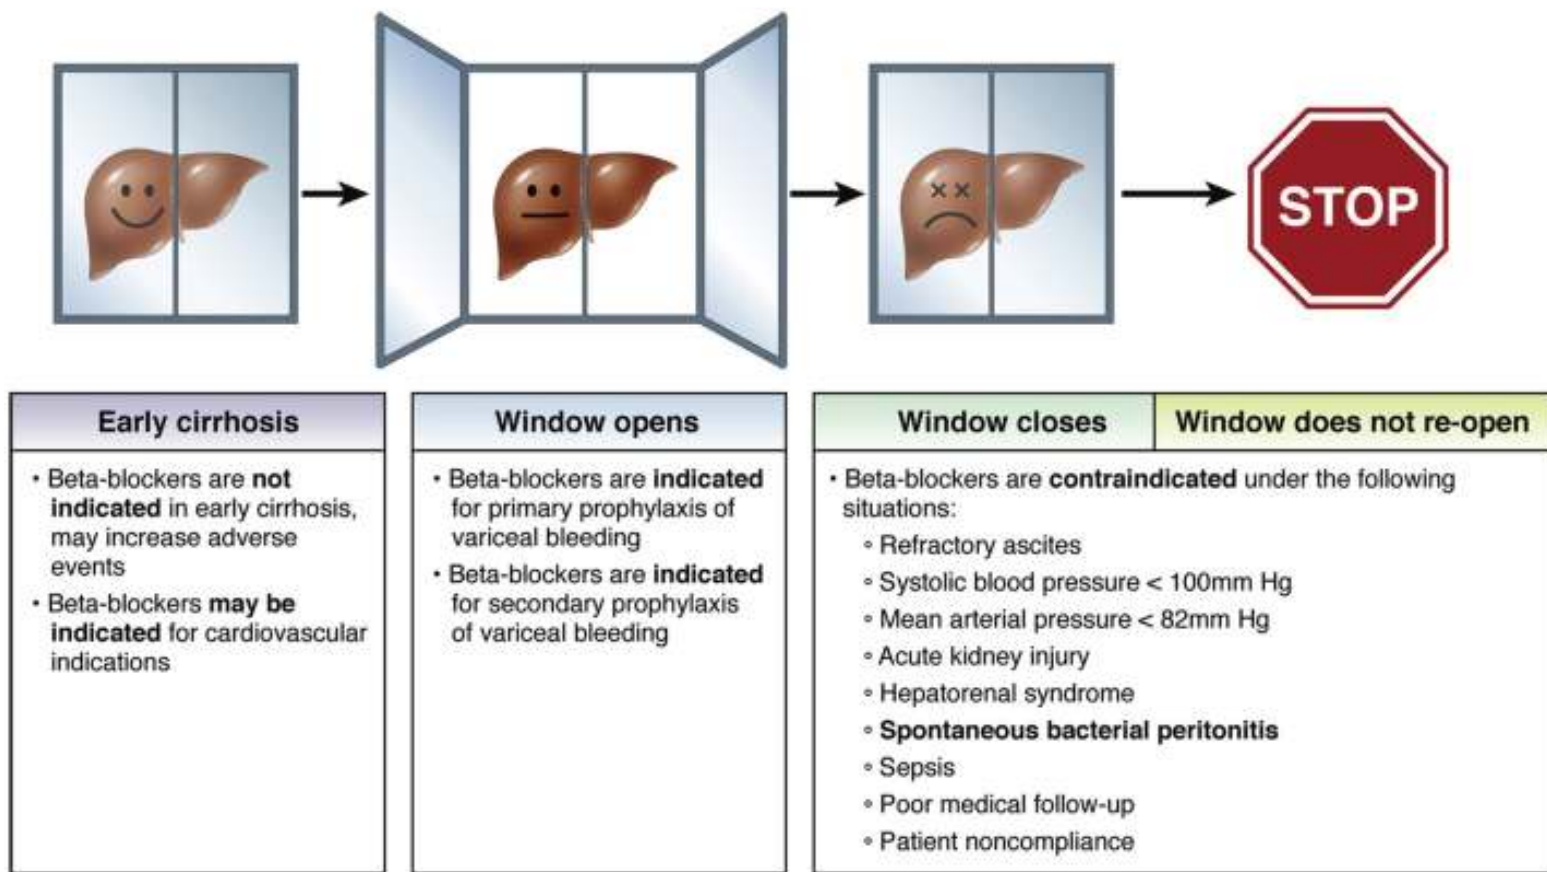 STOP
Early cirrhosis
• Beta-blockers are not
indicated in early cirrhosis,
may increase adverse
events
• Beta-blockers may be
indicated for cardiovascular
indications
Window opens
• Beta-blockers are indicated
for primary prophylaxis of
variceal bleeding
• Beta-blockers are indicated
for secondary prophylaxis
of variceal bleeding
Window closes
Window does not re-open
• Beta-blockers are contraindicated under the following
situations:
∘ Refractory ascites
∘ Systolic blood pressure < 100mm Hg
∘ Mean arterial pressure < 82mm Hg
∘ Acute kidney injury
∘ Hepatorenal syndrome
∘ Spontaneous bacterial peritonitis
∘ Sepsis
∘ Poor medical follow-up
∘ Patient noncompliance